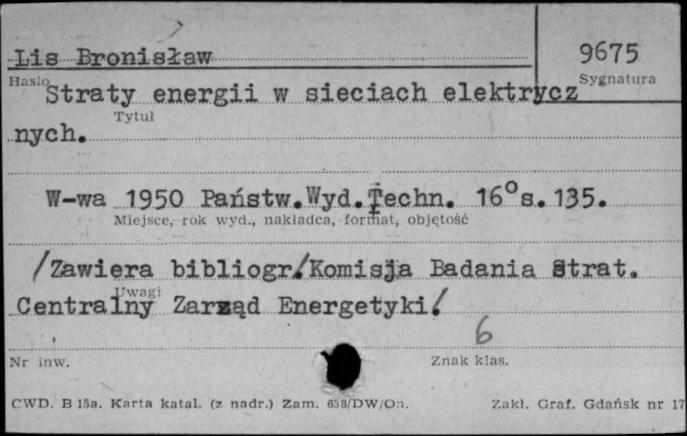 Lis Bronisław
9675
Hasło
Sygnatura
Straty energii w sieciach elektrycz
Tytuł
nych.
W-wa 1950 Państw.Wyd.Techn. 16°s.135.
Miejsce, rok wyd., nakładca, format, objętość
/Zawiera bibliogr./Komisja Badania Strat.
Uwagi
Centralny Zarząd Energetyki/
6
Nr inw.
Znak klas.
CWD. B 15a. Karta katal. (z nadr.) Zam. 658/DW/On.
Zakł. Graf. Gdańsk nr 17